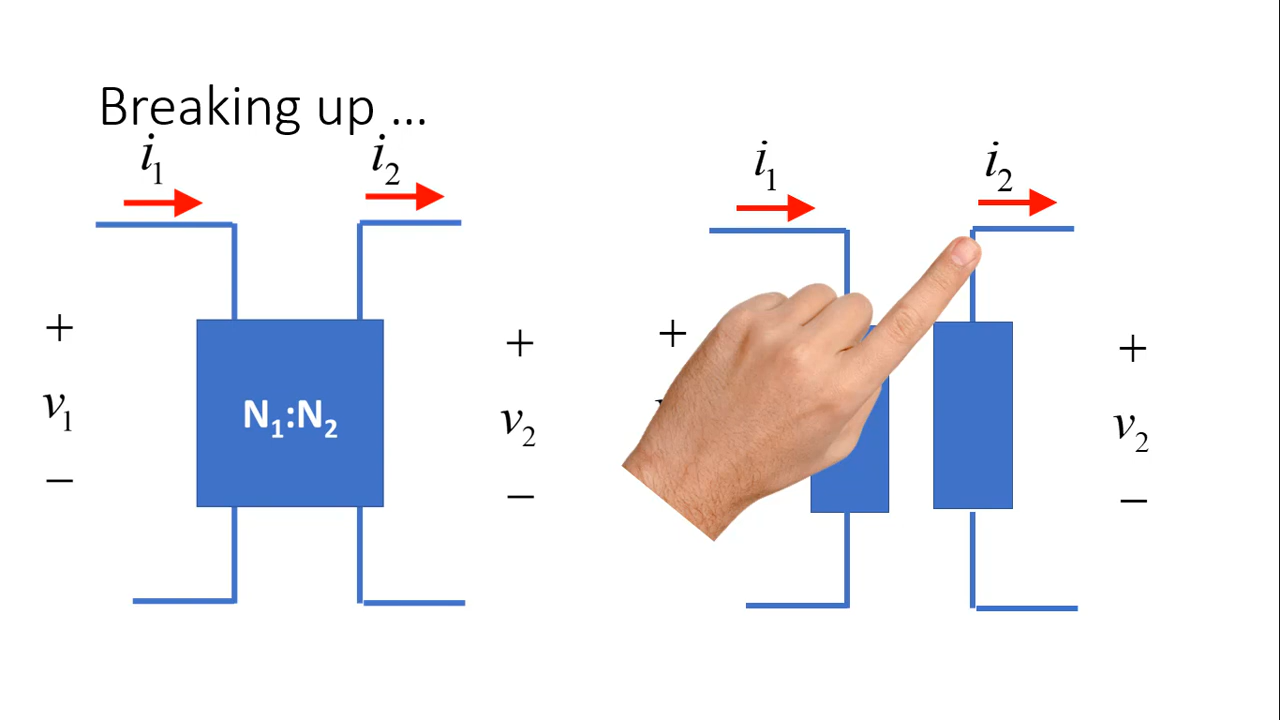 Breaking up ...
i₁
i₂
+
v₁
−
N₁:N₂
+
v₂
−
i₁
i₂
+
+
v₂
−